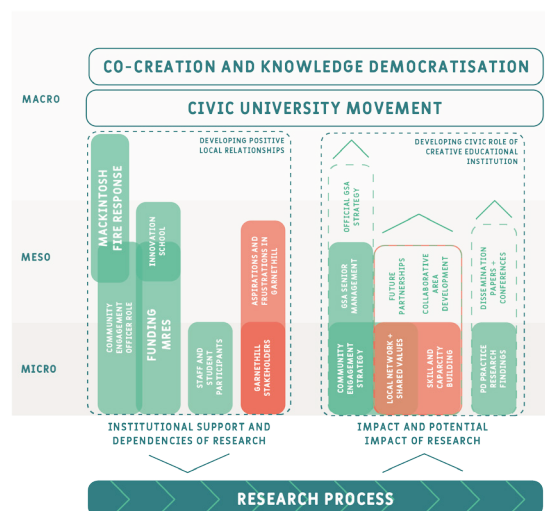 CO-CREATION AND KNOWLEDGE DEMOCRATISATION
MACRO
CIVIC UNIVERSITY MOVEMENT
DEVELOPING POSITIVE
LOCAL RELATIONSHIPS
DEVELOPING CIVIC ROLE OF
CREATIVE EDUCATIONAL
INSTITUTION
MACKINTOSH
FIRE RESPONSE
INNOVATION
SCHOOL
ASPIRATIONS AND
FRUSTRATIONS IN
GARNETHILL
OFFICIAL GSA
STRATEGY
MESO
GSA SENIOR
MANAGEMENT
FUTURE
PARTNERSHIPS
COLLABORATIVE
AREA
DEVELOPMENT
DISSEMINATION
PAPERS +
CONFERENCES
MICRO
COMMUNITY
ENGAGEMENT
OFFICER ROLE
FUNDING
MRES
STAFF AND
STUDENT
PARTICIPANTS
GARNETHILL
STAKEHOLDERS
COMMUNITY
ENGAGEMENT
STRATEGY
LOCAL NETWORK +
SHARED VALUES
SKILL AND
CAPARCITY
BUILDING
PD PRACTICE
RESEARCH
FINDINGS
INSTITUTIONAL SUPPORT AND
DEPENDENCIES OF RESEARCH
IMPACT AND POTENTIAL
IMPACT OF RESEARCH
RESEARCH PROCESS